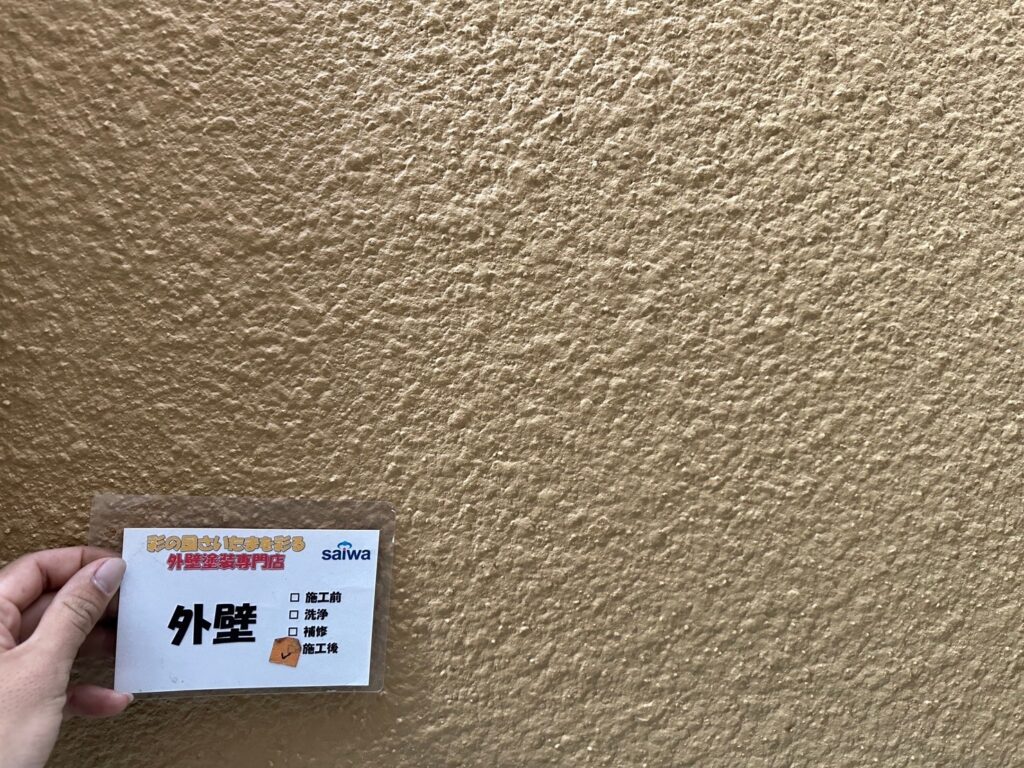 彩の国さいたまを彩る
外壁塗装専門店
saiwa
外壁
□ 施工前
□ 洗浄
□ 補修
✓ 施工後